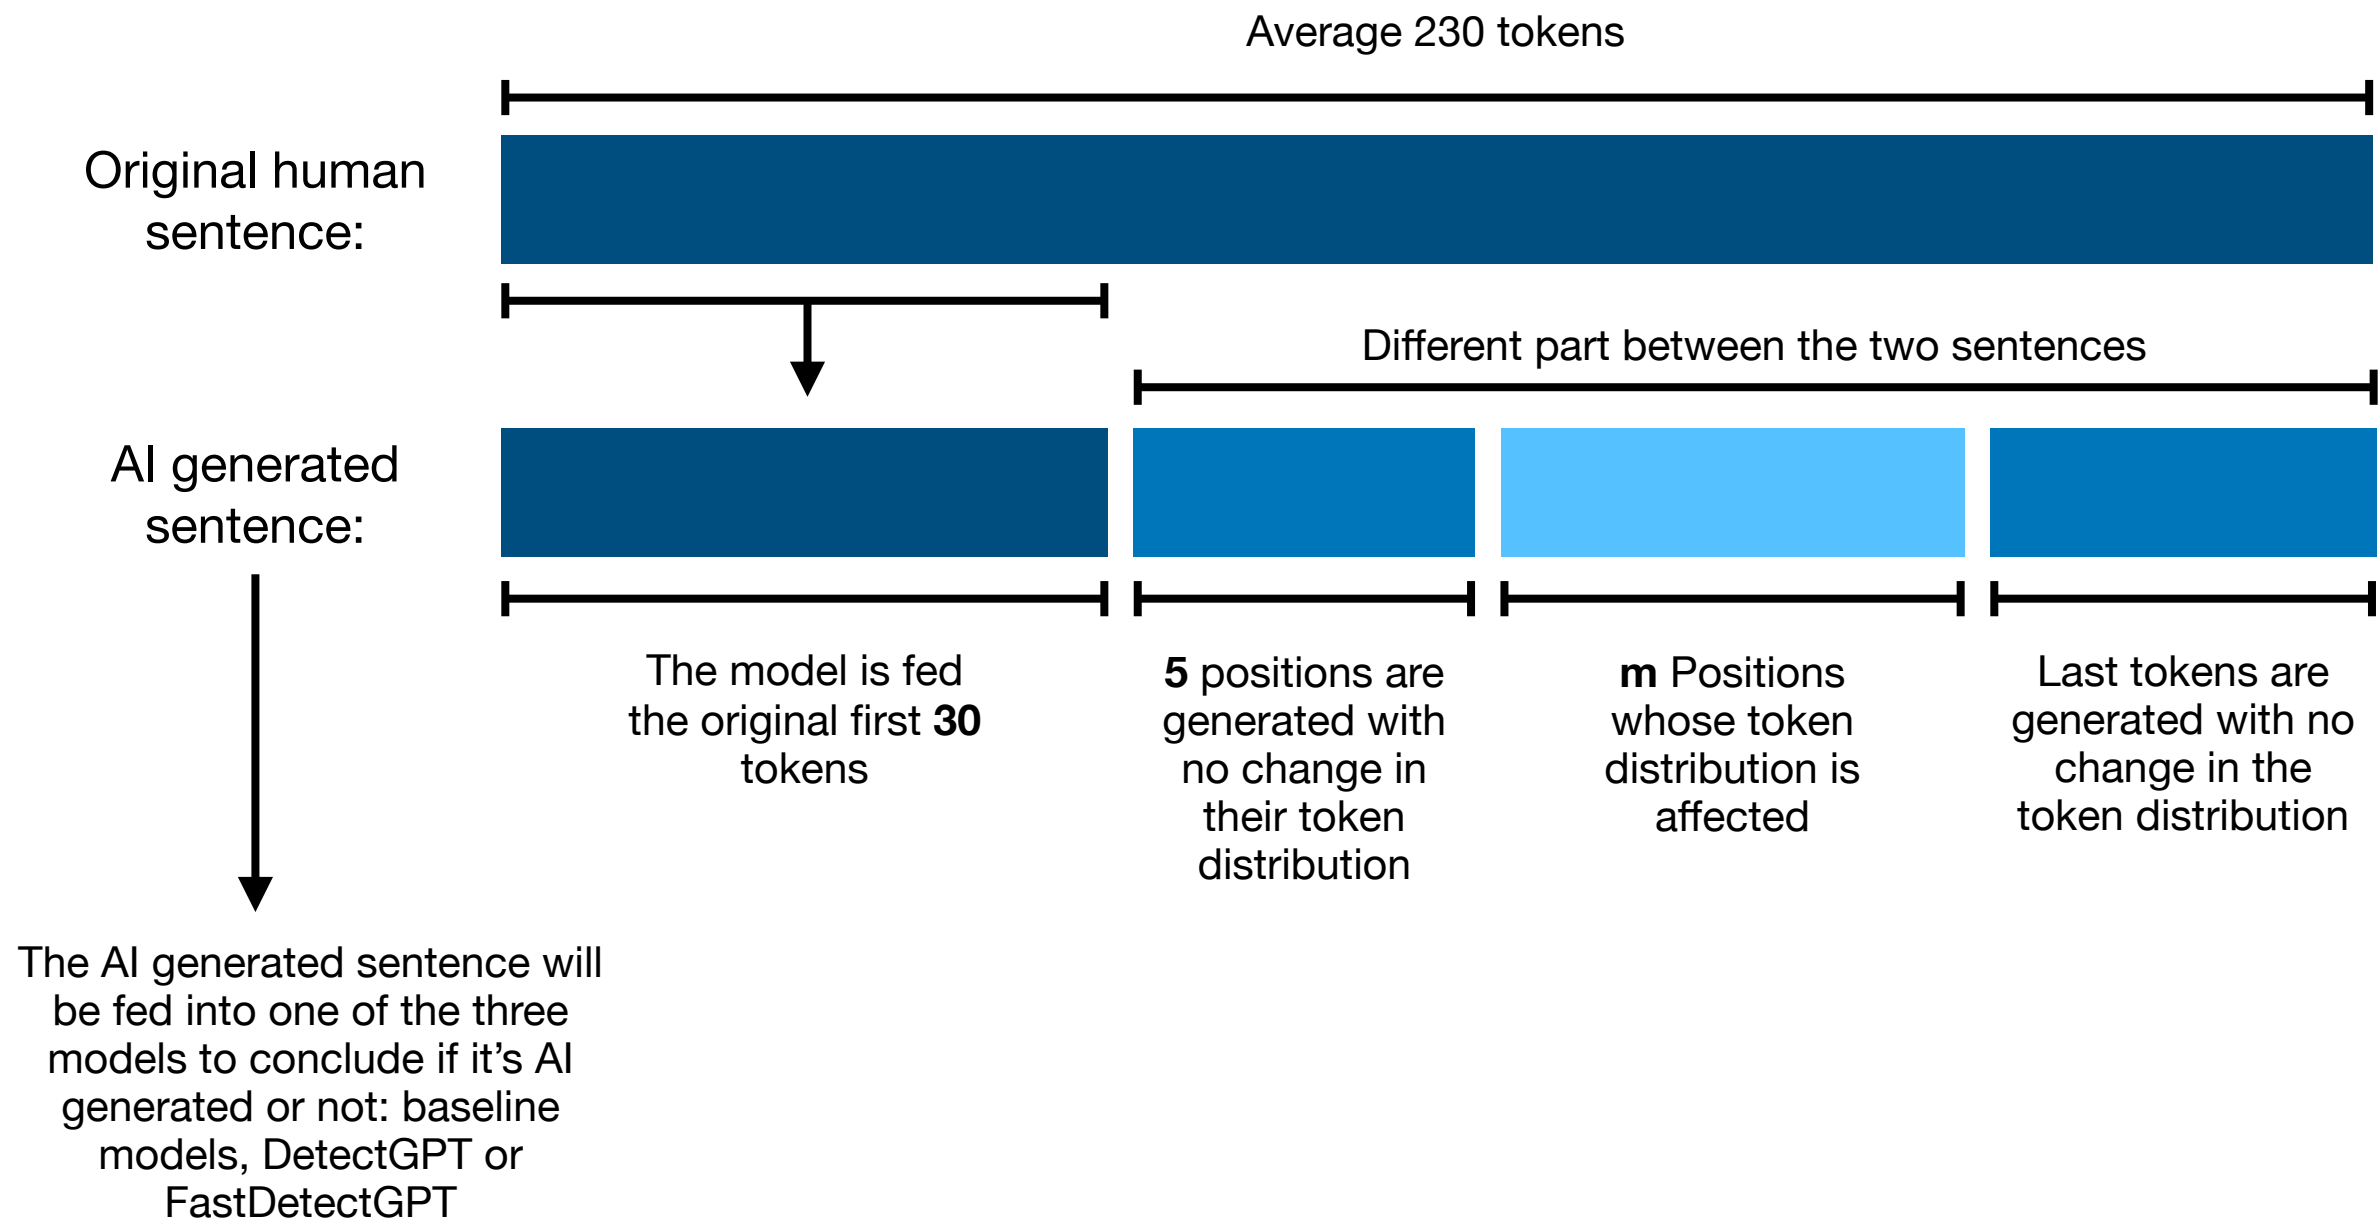 Average 230 tokens
Original human
sentence:
Different part between the two sentences
AI generated
sentence:
The model is fed
the original first 30
tokens
5 positions are
generated with
no change in
their token
distribution
m Positions
whose token
distribution is
affected
Last tokens are
generated with no
change in the
token distribution
The AI generated sentence will
be fed into one of the three
models to conclude if it’s AI
generated or not: baseline
models, DetectGPT or
FastDetectGPT